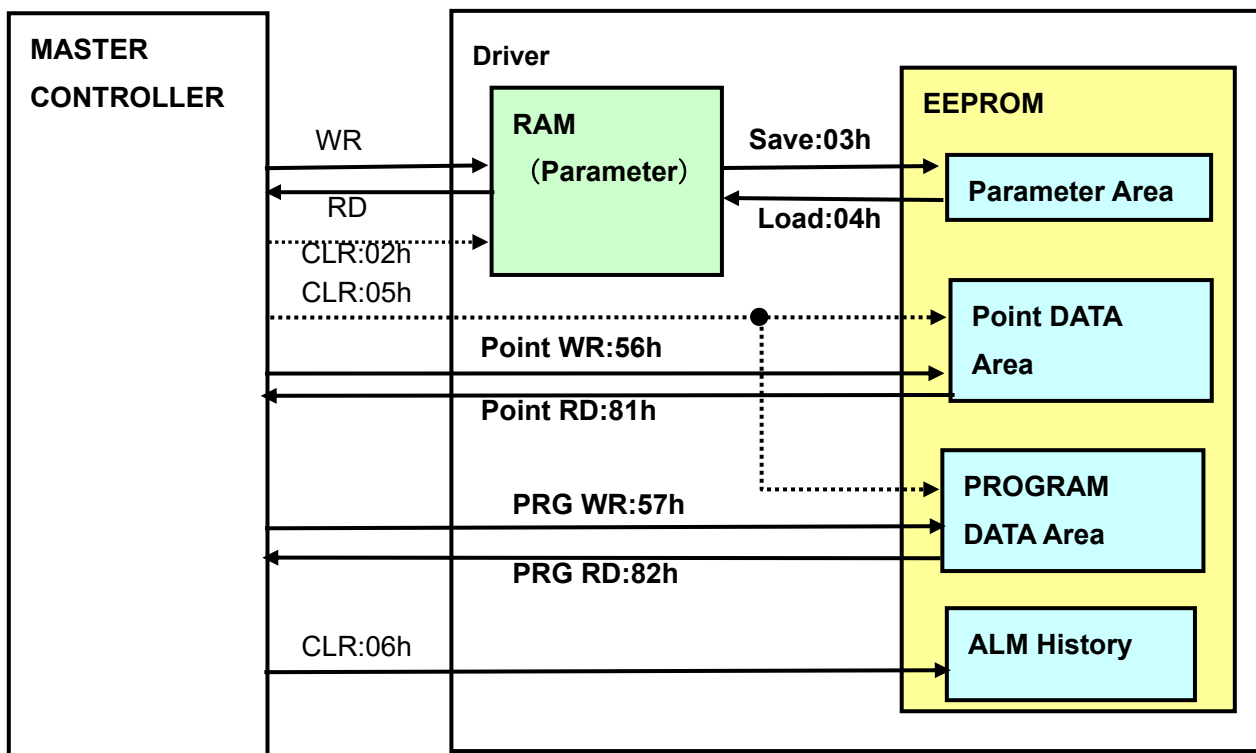 MASTER
CONTROLLER
Driver
EEPROM
RAM
（Parameter）
WR
RD
CLR:02h
CLR:05h
Save:03h
Load:04h
Parameter Area
Point DATA
Area
Point WR:56h
Point RD:81h
PROGRAM
DATA Area
PRG WR:57h
PRG RD:82h
CLR:06h
ALM History